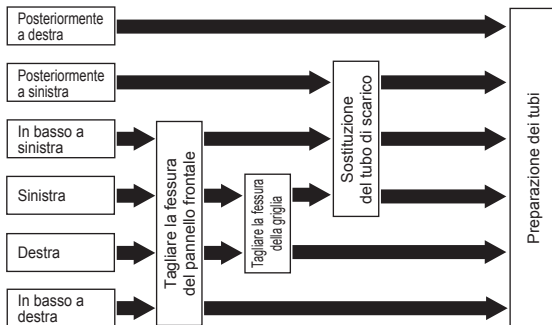 Posteriormente
a destra
Posteriormente
a sinistra
In basso a
sinistra
Sinistra
Destra
In basso a
destra
Tagliare la fessura
del pannello frontale
Tagliare la fessura
della griglia
Sostituzione
del tubo di scarico
Preparazione dei tubi